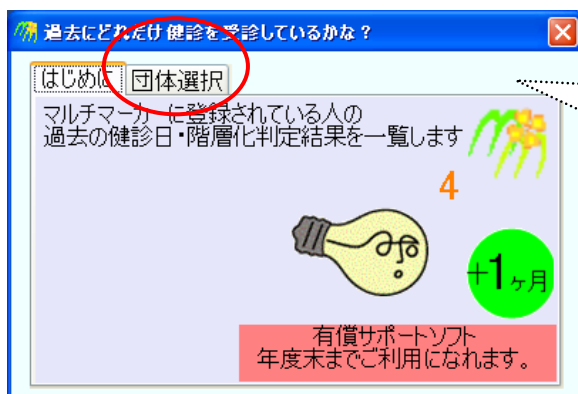 過去にどれだけ健診を受診しているかな？
はじめに 団体選択
マルチマーカーに登録されている人の
過去の健診日・階層化判定結果を一覧します
4
+1ヶ月
有償サポートソフト
年度末までご利用になれます。